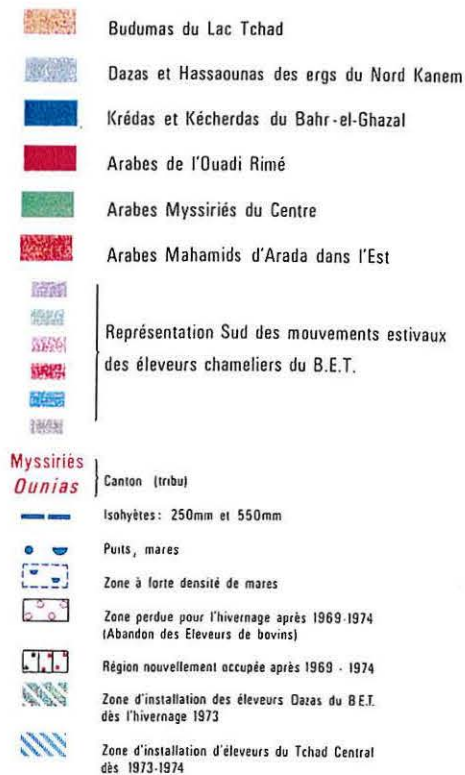 Budumas du Lac Tchad
Dazas et Hassaounas des ergs du Nord Kanem
Krédas et Kécherdas du Bahr-el-Ghazal
Arabes de l'Ouadi Rimé
Arabes Myssiriés du Centre
Arabes Mahamids d'Arada dans l'Est
Représentation Sud des mouvements estivaux
des éleveurs chameliers du B.E.T.
Myssiriés
Ounias
Canton (tribu)
Isohyètes: 250mm et 550mm
Puits, mares
Zone à forte densité de mares
Zone perdue pour l'hivernage après 1969-1974
(Abandon des Eleveurs de bovins)
Région nouvellement occupée après 1969 - 1974
Zone d'installation des éleveurs Dazas du B.E.T.
dès l'hivernage 1973
Zone d'installation d'éleveurs du Tchad Central
dès 1973-1974